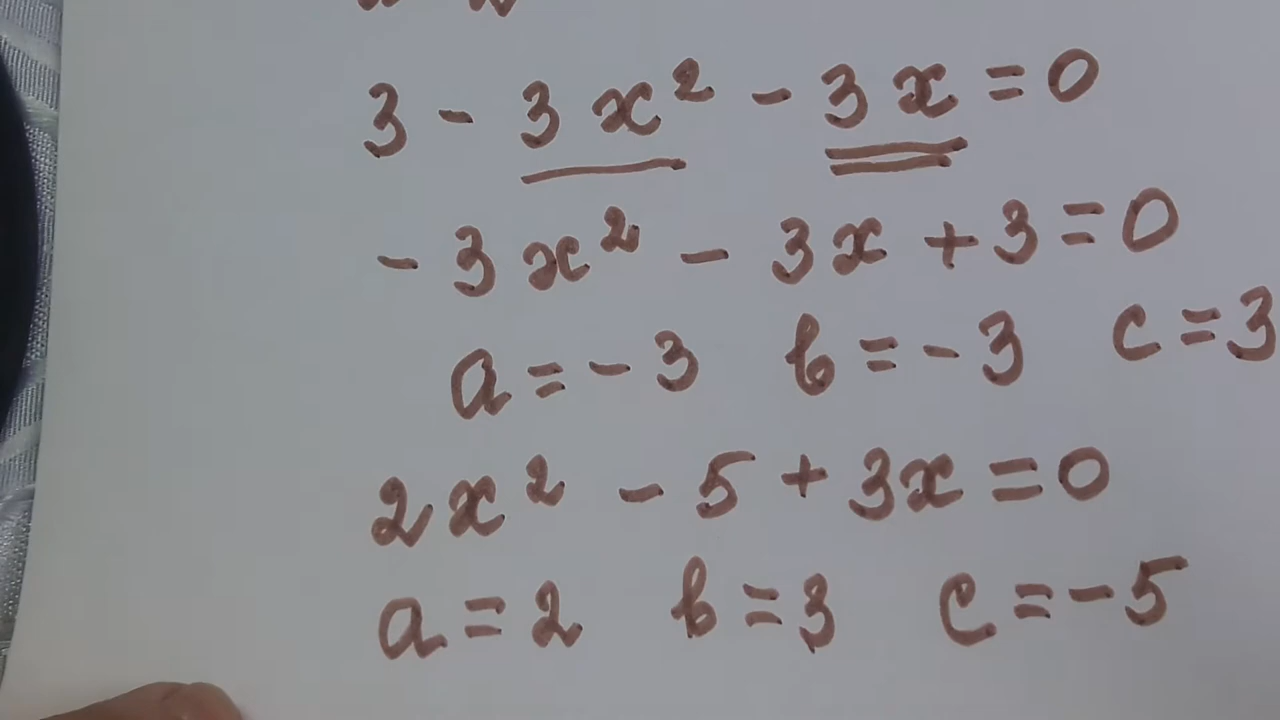 3 - 3x² - 3x = 0
- 3x² - 3x + 3 = 0
a = - 3 b = - 3 c = 3
2x² - 5 + 3x = 0
a = 2 b = 3 c = - 5